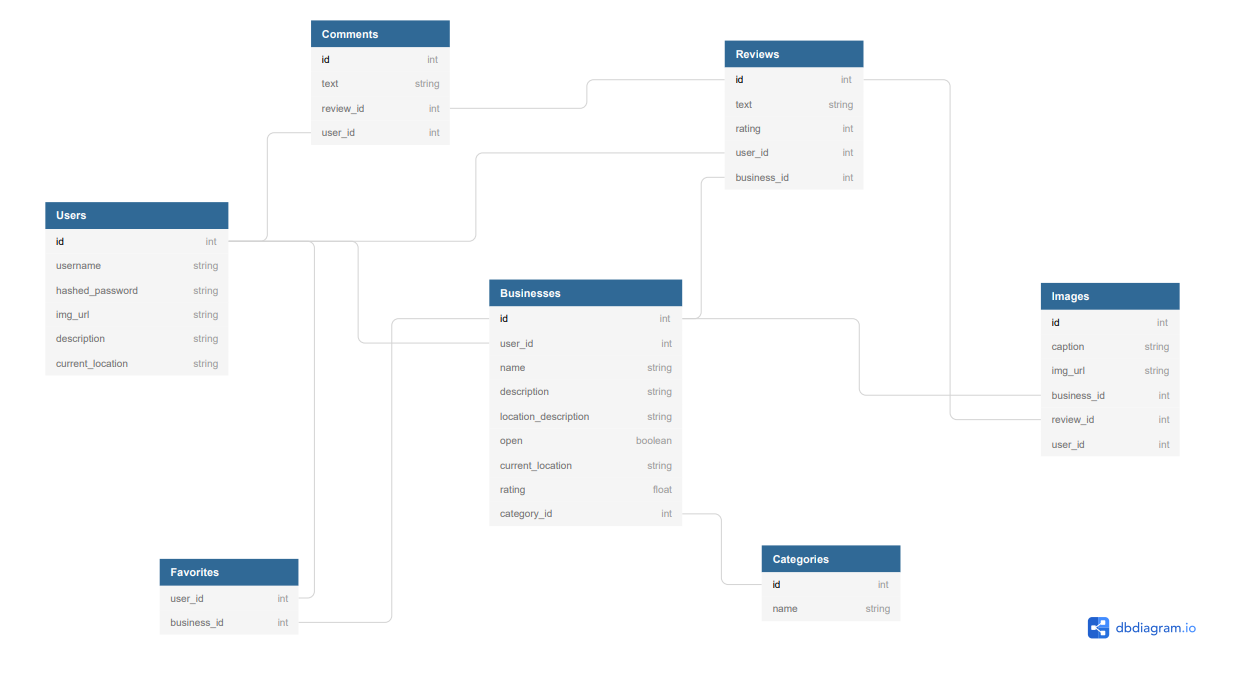 Comments
id int
text string
review_id int
user_id int
Reviews
id int
text string
rating int
user_id int
business_id int
Users
id int
username string
hashed_password string
img_url string
description string
current_location string
Businesses
id int
user_id int
name string
description string
location_description string
open boolean
current_location string
rating float
category_id int
Images
id int
caption string
img_url string
business_id int
review_id int
user_id int
Favorites
user_id int
business_id int
Categories
id int
name string
dbdiagram.io